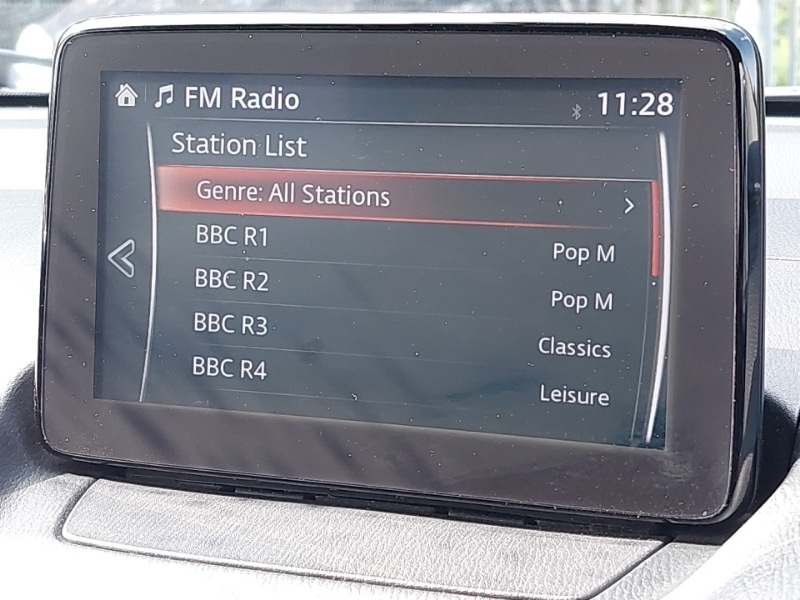 FM Radio 11:28
Station List
Genre: All Stations
BBC R1 Pop M
BBC R2 Pop M
BBC R3 Classics
BBC R4 Leisure